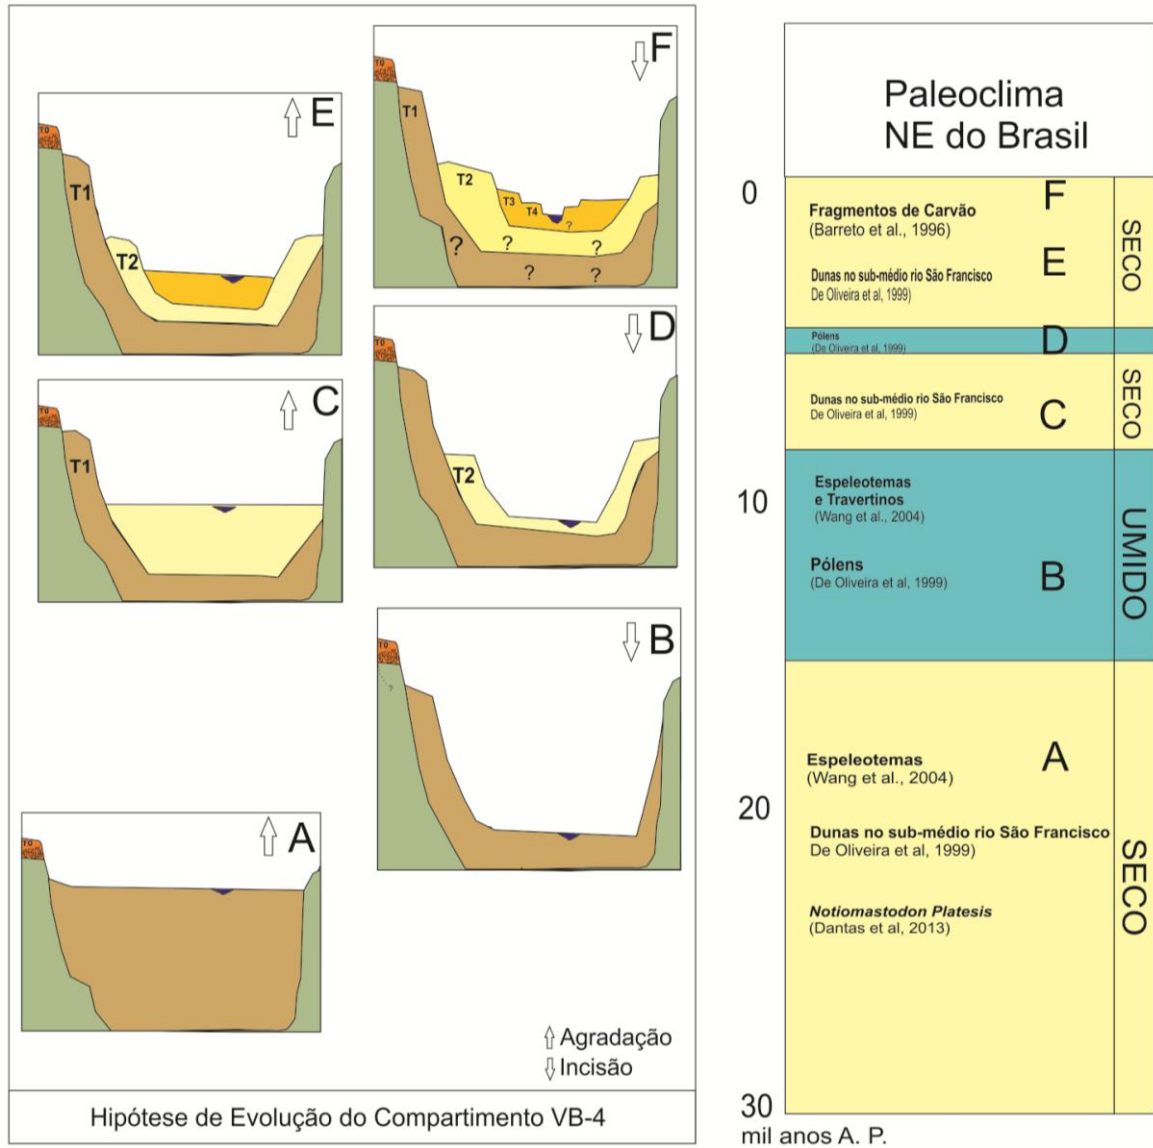 E
T0
T1
T2
F
T0
T1
T2
T3
T4
?
?
?
?
?
?
C
T0
T1
D
T0
T2
B
T0
?
A
T0
Agradação
Incisão
Hipótese de Evolução do Compartimento VB-4
Paleoclima
NE do Brasil
0
F
Fragmentos de Carvão
(Barreto et al., 1996)
E
Dunas no sub-médio rio São Francisco
De Oliveira et al, 1999)
SECO
Pólens
(De Oliveira et al, 1999)
D
Dunas no sub-médio rio São Francisco
De Oliveira et al, 1999)
C
SECO
10
Espeleotemas
e Travertinos
(Wang et al., 2004)
Pólens
(De Oliveira et al, 1999)
B
UMIDO
Espeleotemas
(Wang et al., 2004)
A
20
Dunas no sub-médio rio São Francisco
De Oliveira et al, 1999)
Notiomastodon Platesis
(Dantas et al, 2013)
SECO
30
mil anos A. P.